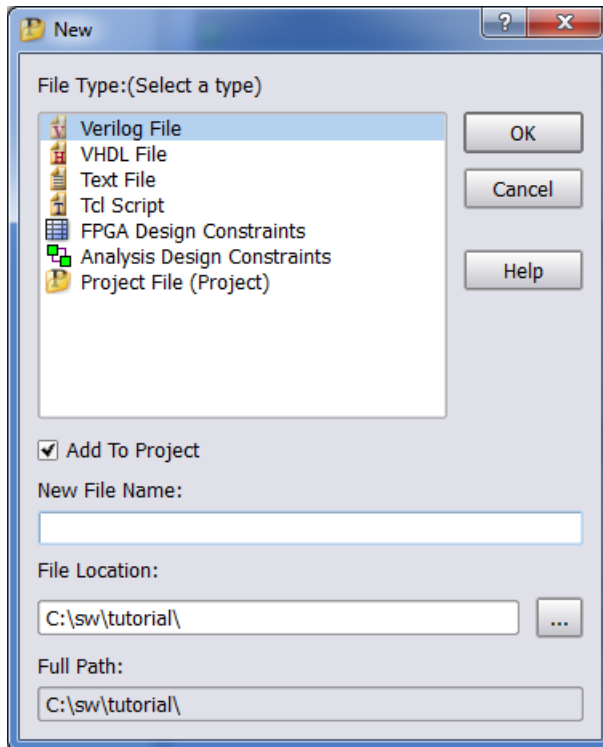 New
File Type:(Select a type)
Verilog File
VHDL File
Text File
Tcl Script
FPGA Design Constraints
Analysis Design Constraints
Project File (Project)
OK
Cancel
Help
Add To Project
New File Name:
File Location:
C:\sw\tutorial\
...
Full Path:
C:\sw\tutorial\